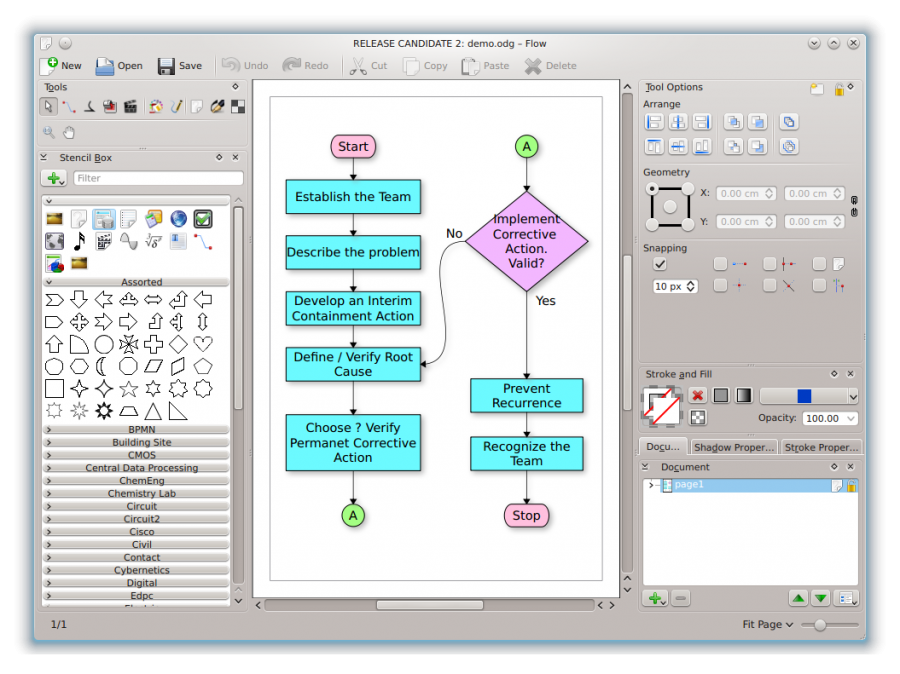 RELEASE CANDIDATE 2: demo.odg – Flow
New Open Save Undo Redo Cut Copy Paste Delete
Tools
Stencil Box
Filter
Assorted
BPMN
Building Site
CMOS
Central Data Processing
ChemEng
Chemistry Lab
Circuit
Circuit2
Cisco
Civil
Contact
Cybernetics
Digital
Edpc
Start
Establish the Team
Describe the problem
Develop an Interim
Containment Action
Define / Verify Root
Cause
Choose ? Verify
Permanet Corrective
Action
A
A
Implement
Corrective
Action.
Valid?
No
Yes
Prevent
Recurrence
Recognize the
Team
Stop
Tool Options
Arrange
Geometry
X: 0.00 cm 0.00 cm
Y: 0.00 cm 0.00 cm
Snapping
10 px
Stroke and Fill
Opacity: 100.00
Docu... Shadow Proper... Stroke Proper...
Document
page1
1/1
Fit Page